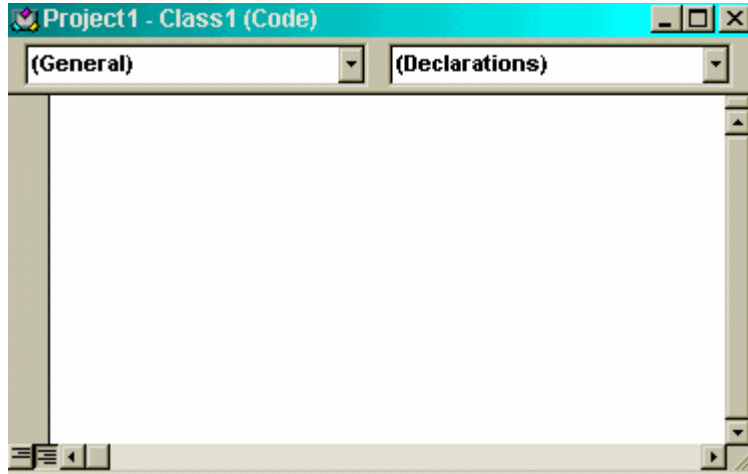 Project1 - Class1 (Code)
(General) (Declarations)